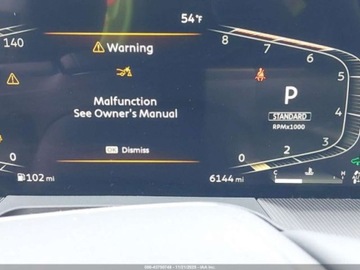 54°F
140
Warning
8
7
6
5
4
3
2
0
Malfunction
See Owner's Manual
P
STANDARD
RPMx1000
OK Dismiss
0
102 mi
6144 mi
C
H